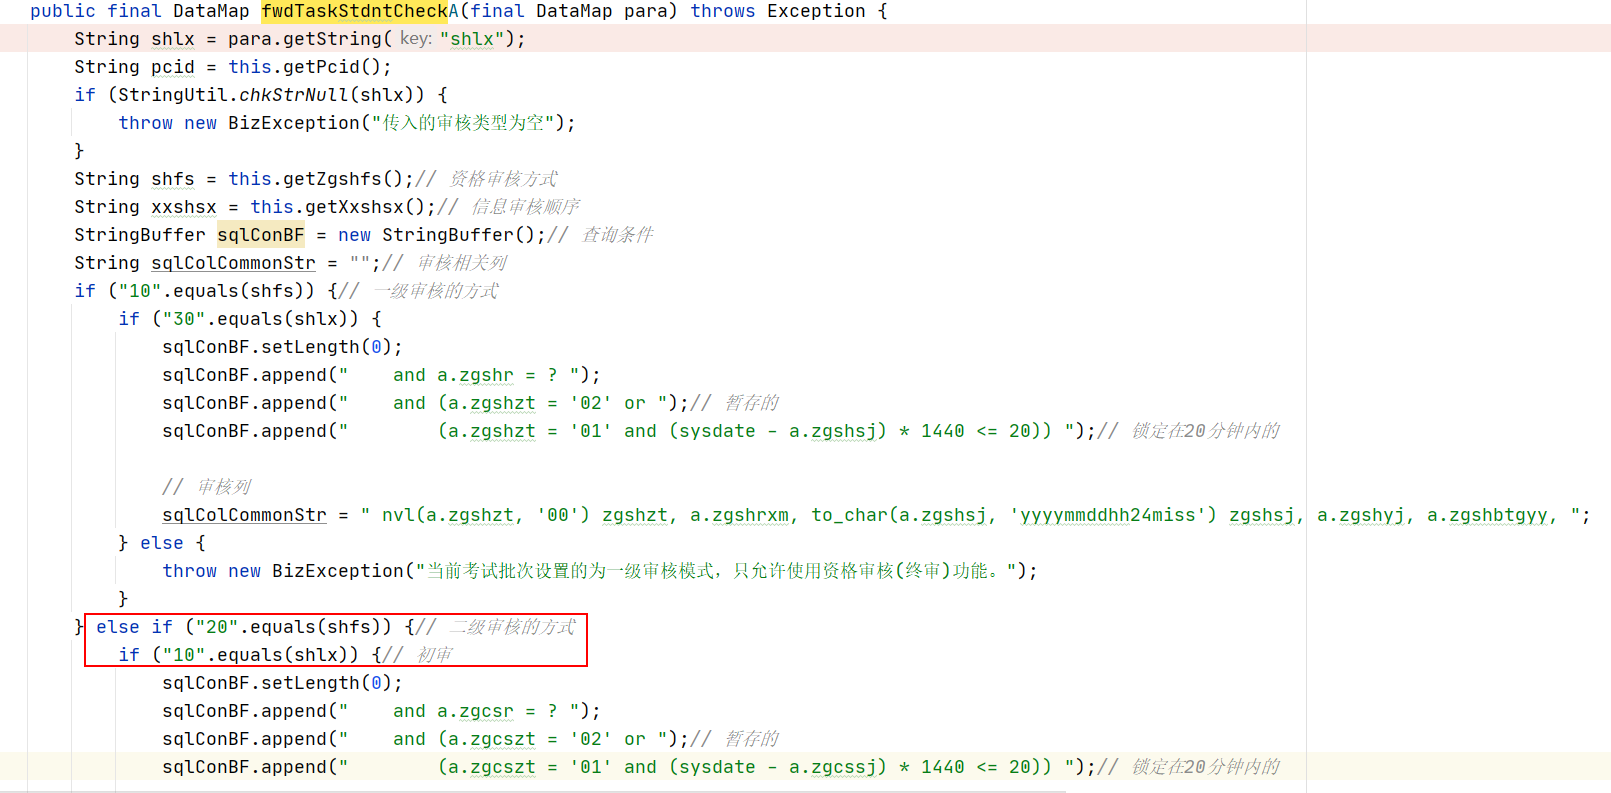 public final DataMap fwdTaskStdntCheckA(final DataMap para) throws Exception {
String shlx = para.getString( key: "shlx");
String pcid = this.getPcid();
if (StringUtil.chkStrNull(shlx)) {
throw new BizException("传入的审核类型为空");
}
String shfs = this.getZgshfs();// 资格审核方式
String xxshsx = this.getXxshsx();// 信息审核顺序
StringBuffer sqlConBF = new StringBuffer();// 查询条件
String sqlColCommonStr = "";// 审核相关列
if ("10".equals(shfs)) {// 一级审核的方式
if ("30".equals(shlx)) {
sqlConBF.setLength(0);
sqlConBF.append("    and a.zgshr = ? ");
sqlConBF.append("    and (a.zgshzt = '02' or ");// 暂存的
sqlConBF.append("        (a.zgshzt = '01' and (sysdate - a.zgshsj) * 1440 <= 20)) ");// 锁定在20分钟内的
// 审核列
sqlColCommonStr = " nvl(a.zgshzt, '00') zgshzt, a.zgshrxm, to_char(a.zgshsj, 'yyyymmddhh24miss') zgshsj, a.zgshyj, a.zgshbtgyy, ";
} else {
throw new BizException("当前考试批次设置的为一级审核模式，只允许使用资格审核(终审)功能。");
}
} else if ("20".equals(shfs)) {// 二级审核的方式
if ("10".equals(shlx)) {// 初审
sqlConBF.setLength(0);
sqlConBF.append("    and a.zgcsr = ? ");
sqlConBF.append("    and (a.zgcszt = '02' or ");// 暂存的
sqlConBF.append("        (a.zgcszt = '01' and (sysdate - a.zgcssj) * 1440 <= 20)) ");// 锁定在20分钟内的